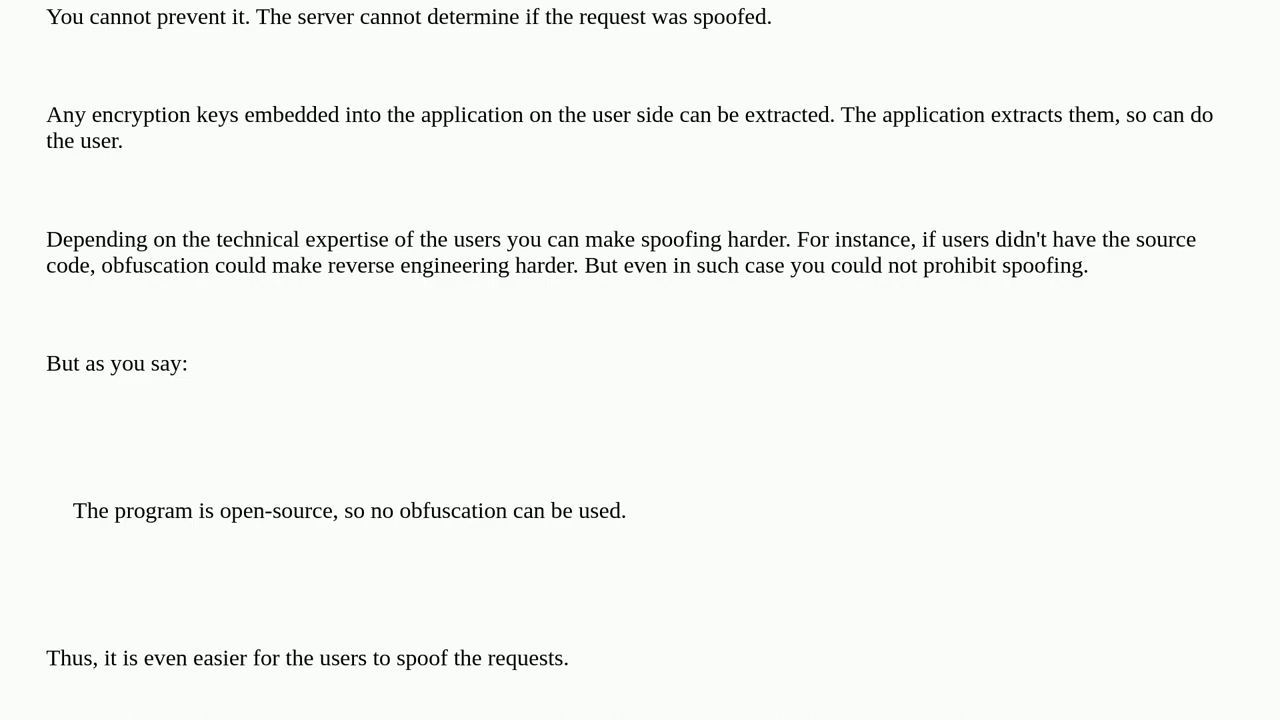 You cannot prevent it. The server cannot determine if the request was spoofed.
Any encryption keys embedded into the application on the user side can be extracted. The application extracts them, so can do
the user.
Depending on the technical expertise of the users you can make spoofing harder. For instance, if users didn't have the source
code, obfuscation could make reverse engineering harder. But even in such case you could not prohibit spoofing.
But as you say:
The program is open-source, so no obfuscation can be used.
Thus, it is even easier for the users to spoof the requests.